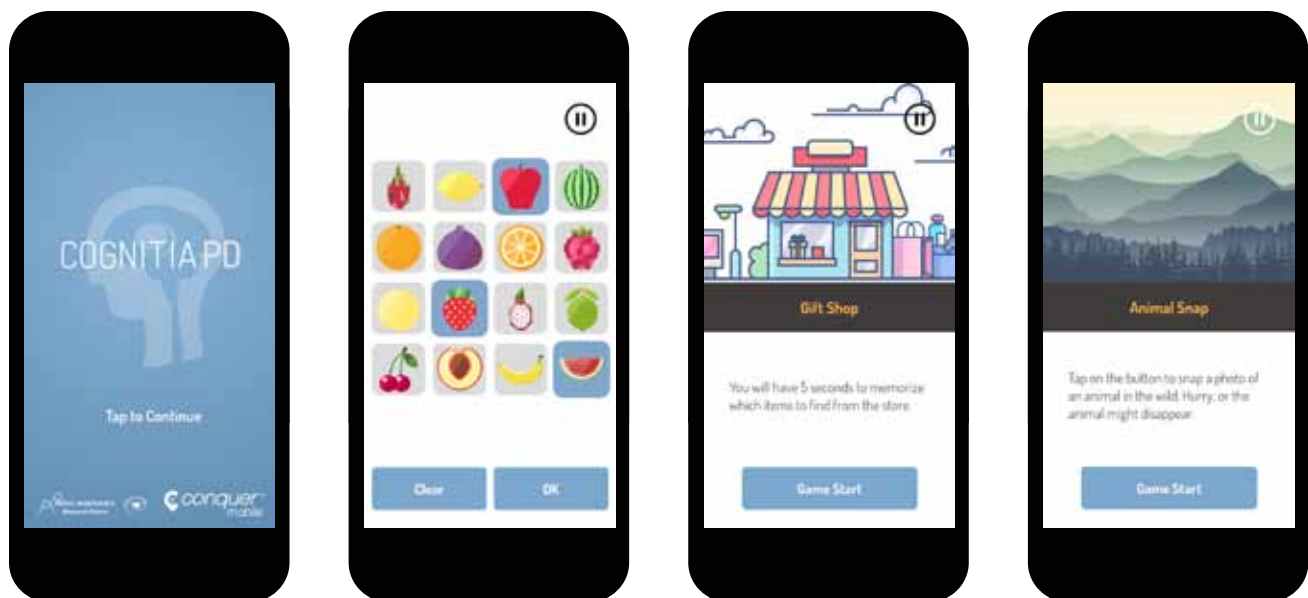 COGNITIA PD
Tap to Continue
conquer
mobile
Clear
OK
Gift Shop
You will have 5 seconds to memorize
which items to find from the store.
Game Start
Animal Snap
Tap on the button to snap a photo of
an animal in the wild. Hurry, or the
animal might disappear.
Game Start